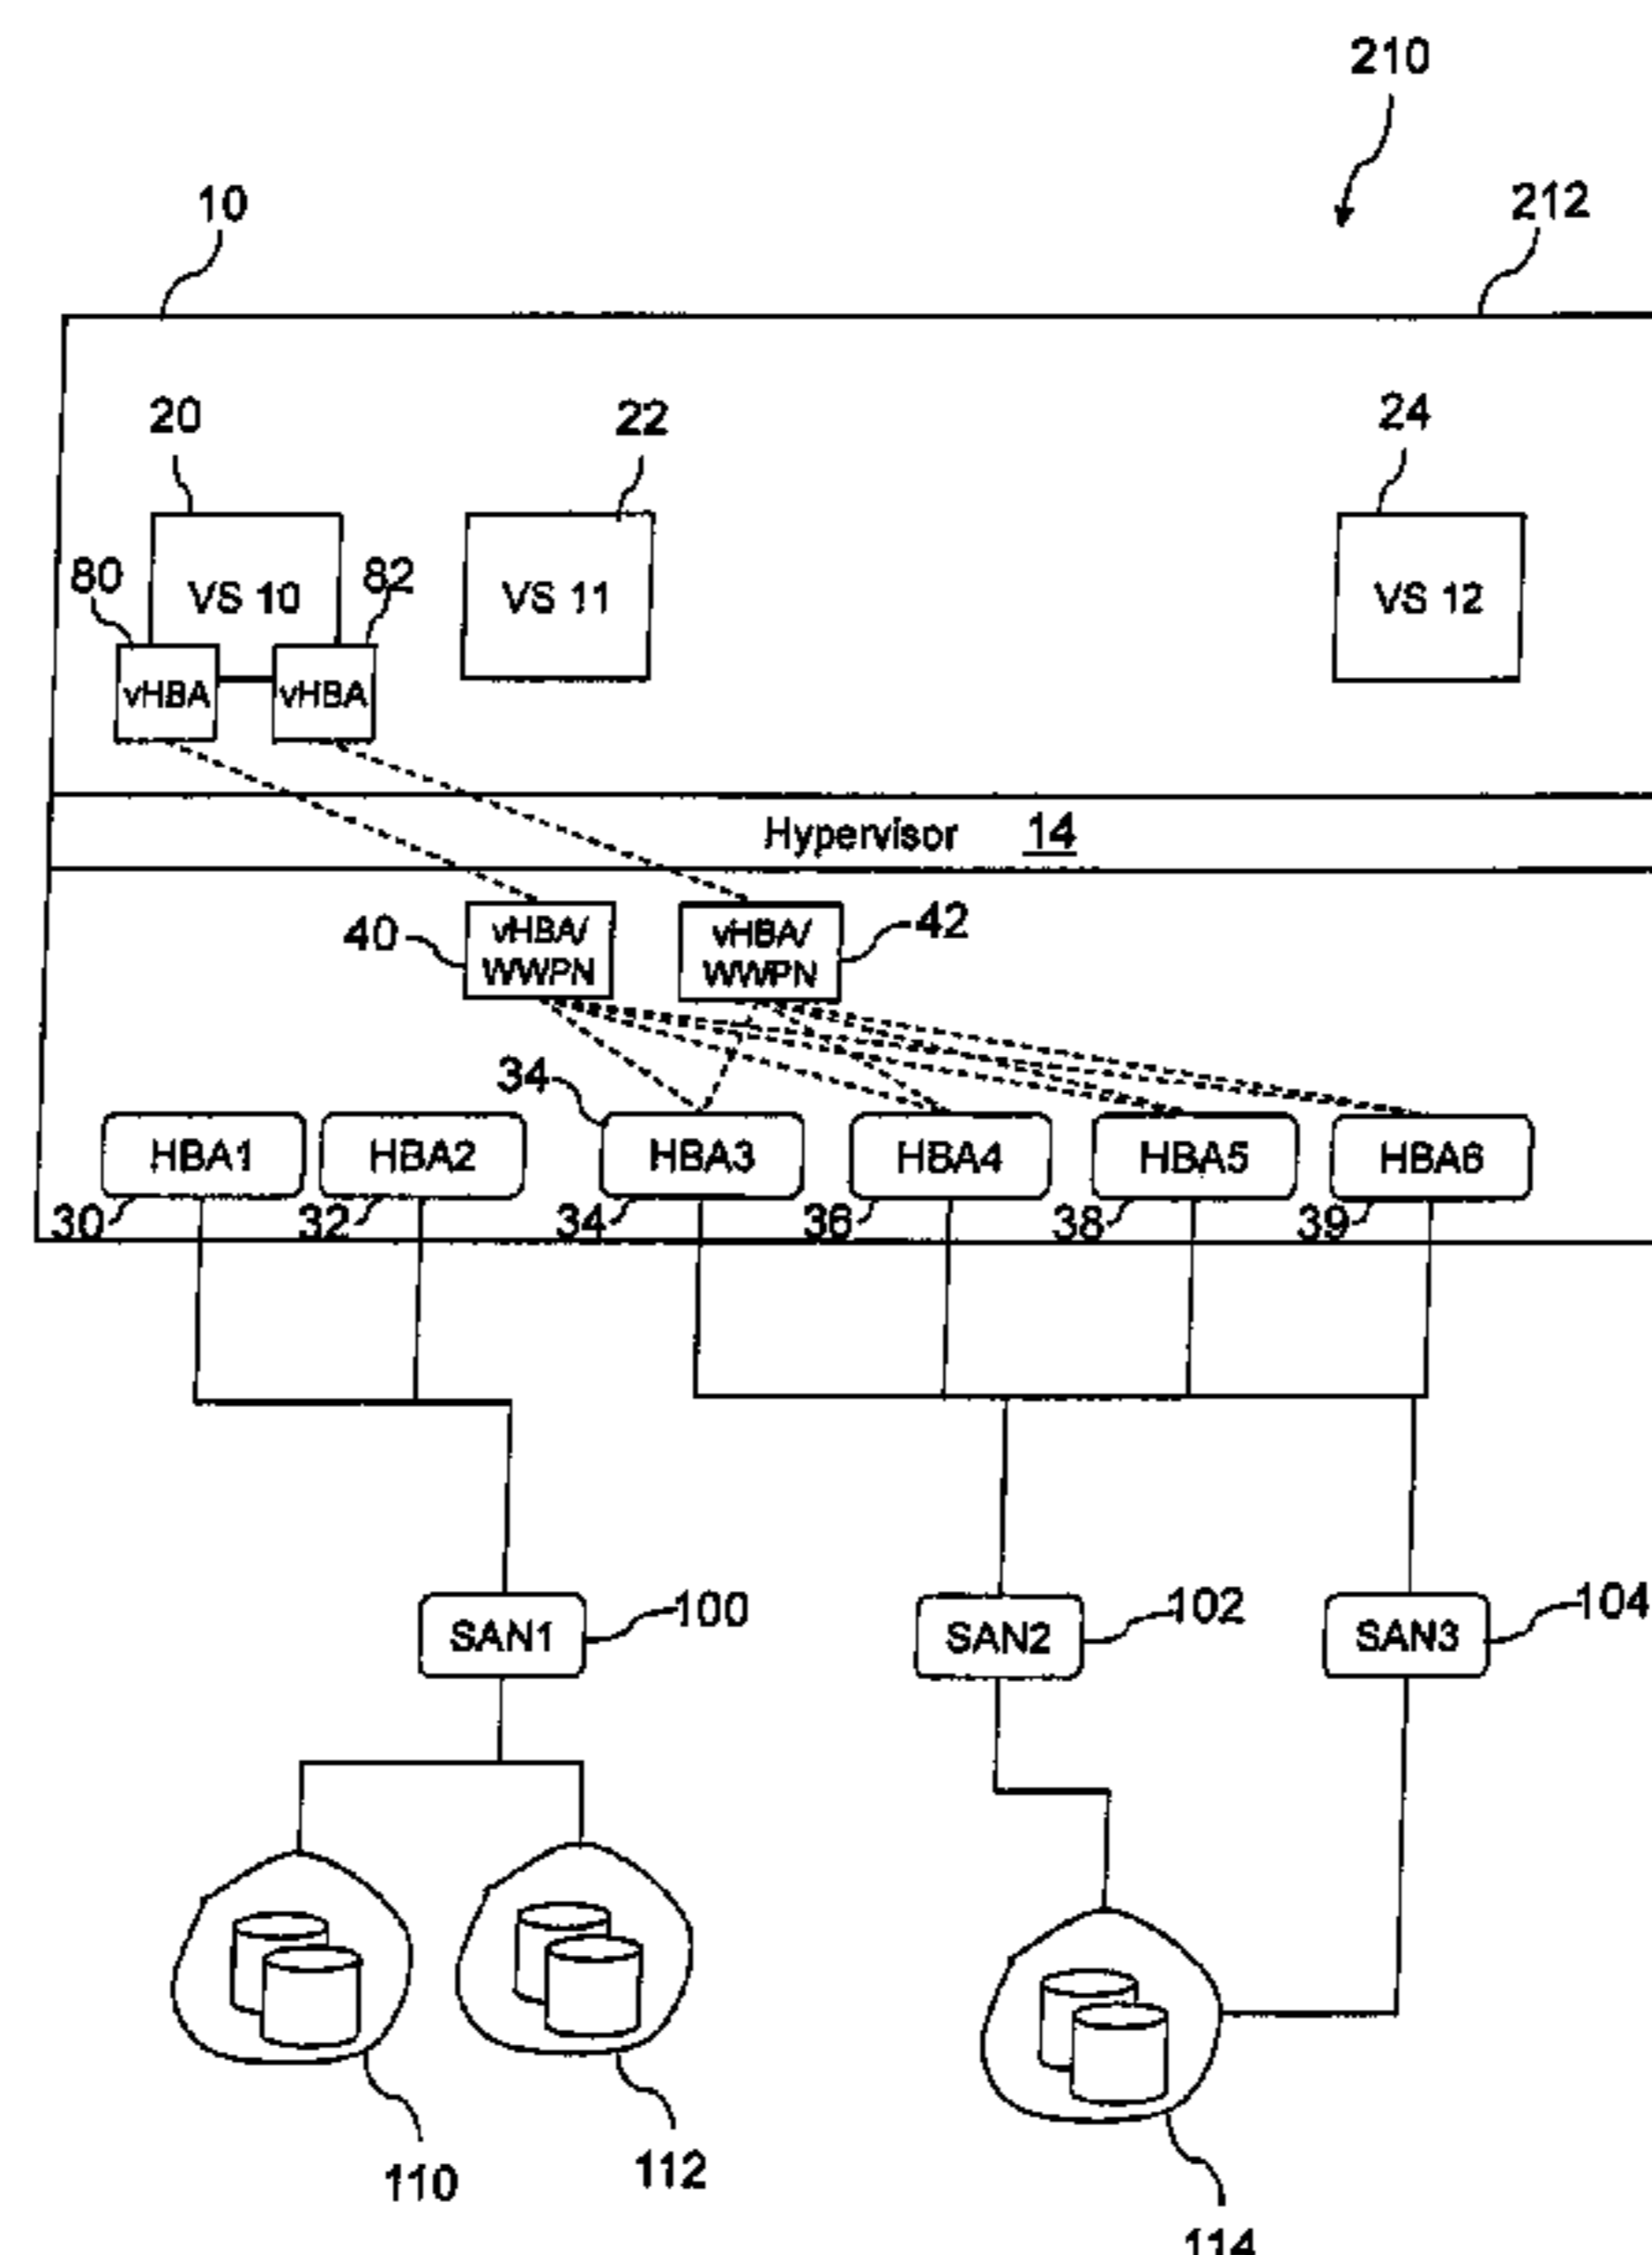 210
10
212
20
22
24
80
VS 10
82
VS 11
VS 12
vHBA
vHBA
Hypervisor 14
40
vHBA/
WWPN
vHBA/
WWPN
42
34
HBA1
HBA2
HBA3
HBA4
HBA5
HBA6
30
32
34
36
38
39
SAN1
100
SAN2
102
SAN3
104
110
112
114